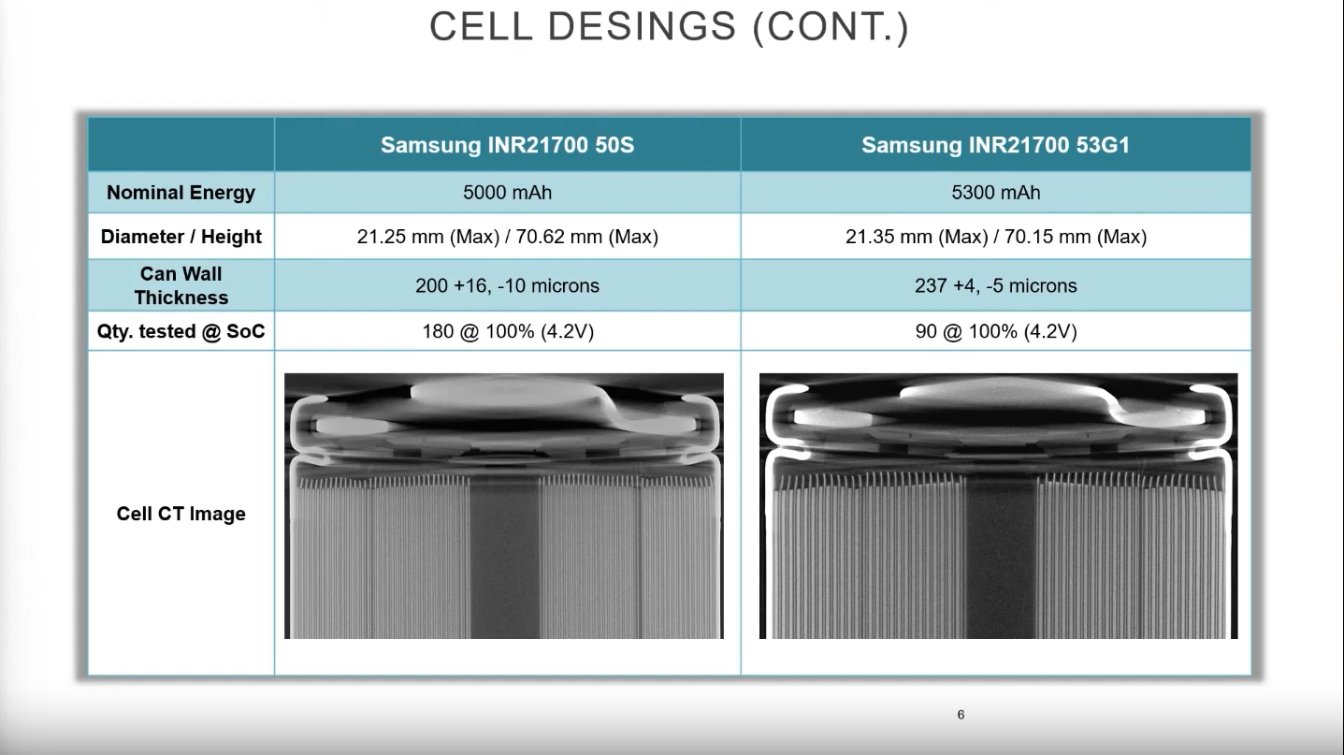 CELL DESINGS (CONT.)
Samsung INR21700 50S
Samsung INR21700 53G1
Nominal Energy
5000 mAh
5300 mAh
Diameter / Height
21.25 mm (Max) / 70.62 mm (Max)
21.35 mm (Max) / 70.15 mm (Max)
Can Wall
Thickness
200 +16, -10 microns
237 +4, -5 microns
Qty. tested @ SoC
180 @ 100% (4.2V)
90 @ 100% (4.2V)
Cell CT Image
6